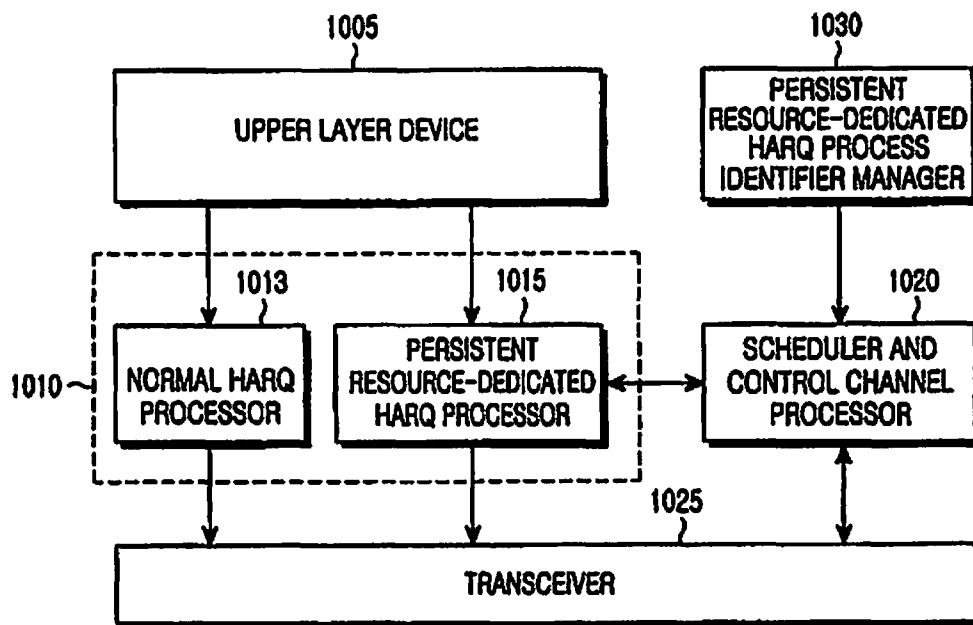 1005
1030
UPPER LAYER DEVICE
PERSISTENT
RESOURCE-DEDICATED
HARQ PROCESS
IDENTIFIER MANAGER
1010
1013
NORMAL HARQ
PROCESSOR
1015
PERSISTENT
RESOURCE-DEDICATED
HARQ PROCESSOR
1020
SCHEDULER AND
CONTROL CHANNEL
PROCESSOR
1025
TRANSCEIVER